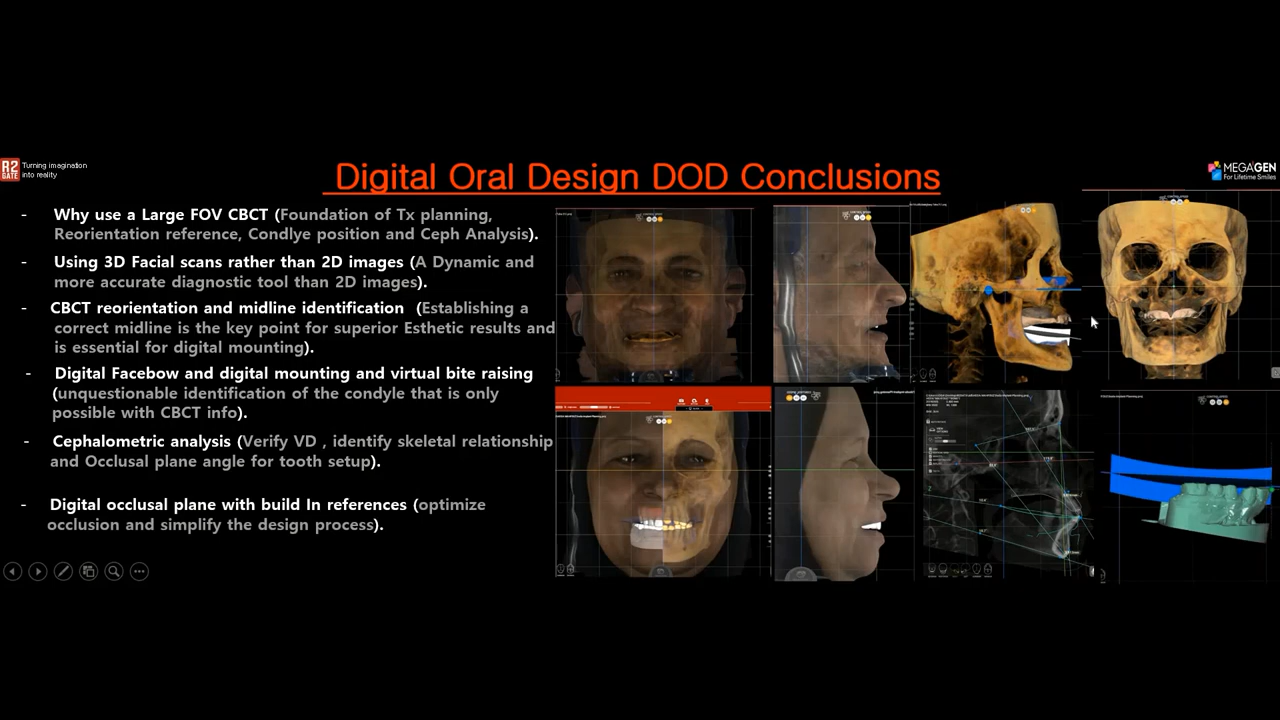 R2 GATE
Turning imagination
into reality
Digital Oral Design DOD Conclusions
MEGAGEN
For Lifetime Smiles
- Why use a Large FOV CBCT (Foundation of Tx planning,
Reorientation reference, Condlye position and Ceph Analysis).
- Using 3D Facial scans rather than 2D images (A Dynamic and
more accurate diagnostic tool than 2D images).
- CBCT reorientation and midline identification (Establishing a
correct midline is the key point for superior Esthetic results and
is essential for digital mounting).
- Digital Facebow and digital mounting and virtual bite raising
(unquestionable identification of the condyle that is only
possible with CBCT info).
- Cephalometric analysis (Verify VD , identify skeletal relationship
and Occlusal plane angle for tooth setup).
- Digital occlusal plane with build In references (optimize
occlusion and simplify the design process).